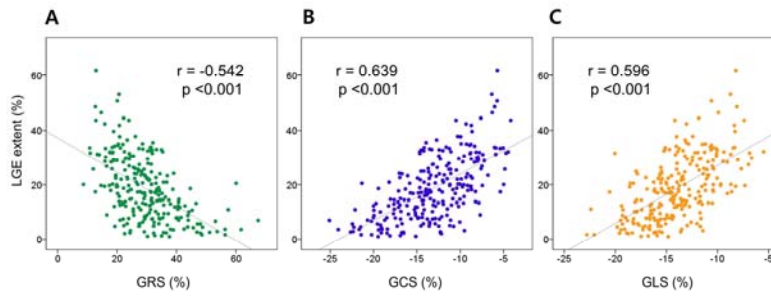 A
B
C
r = -0.542
p <0.001
r = 0.639
p <0.001
r = 0.596
p <0.001
LGE extent (%)
60
40
20
0
60
40
20
0
60
40
20
0
0
20
40
60
-25
-20
-15
-10
-5
-25
-20
-15
-10
-5
GRS (%)
GCS (%)
GLS (%)